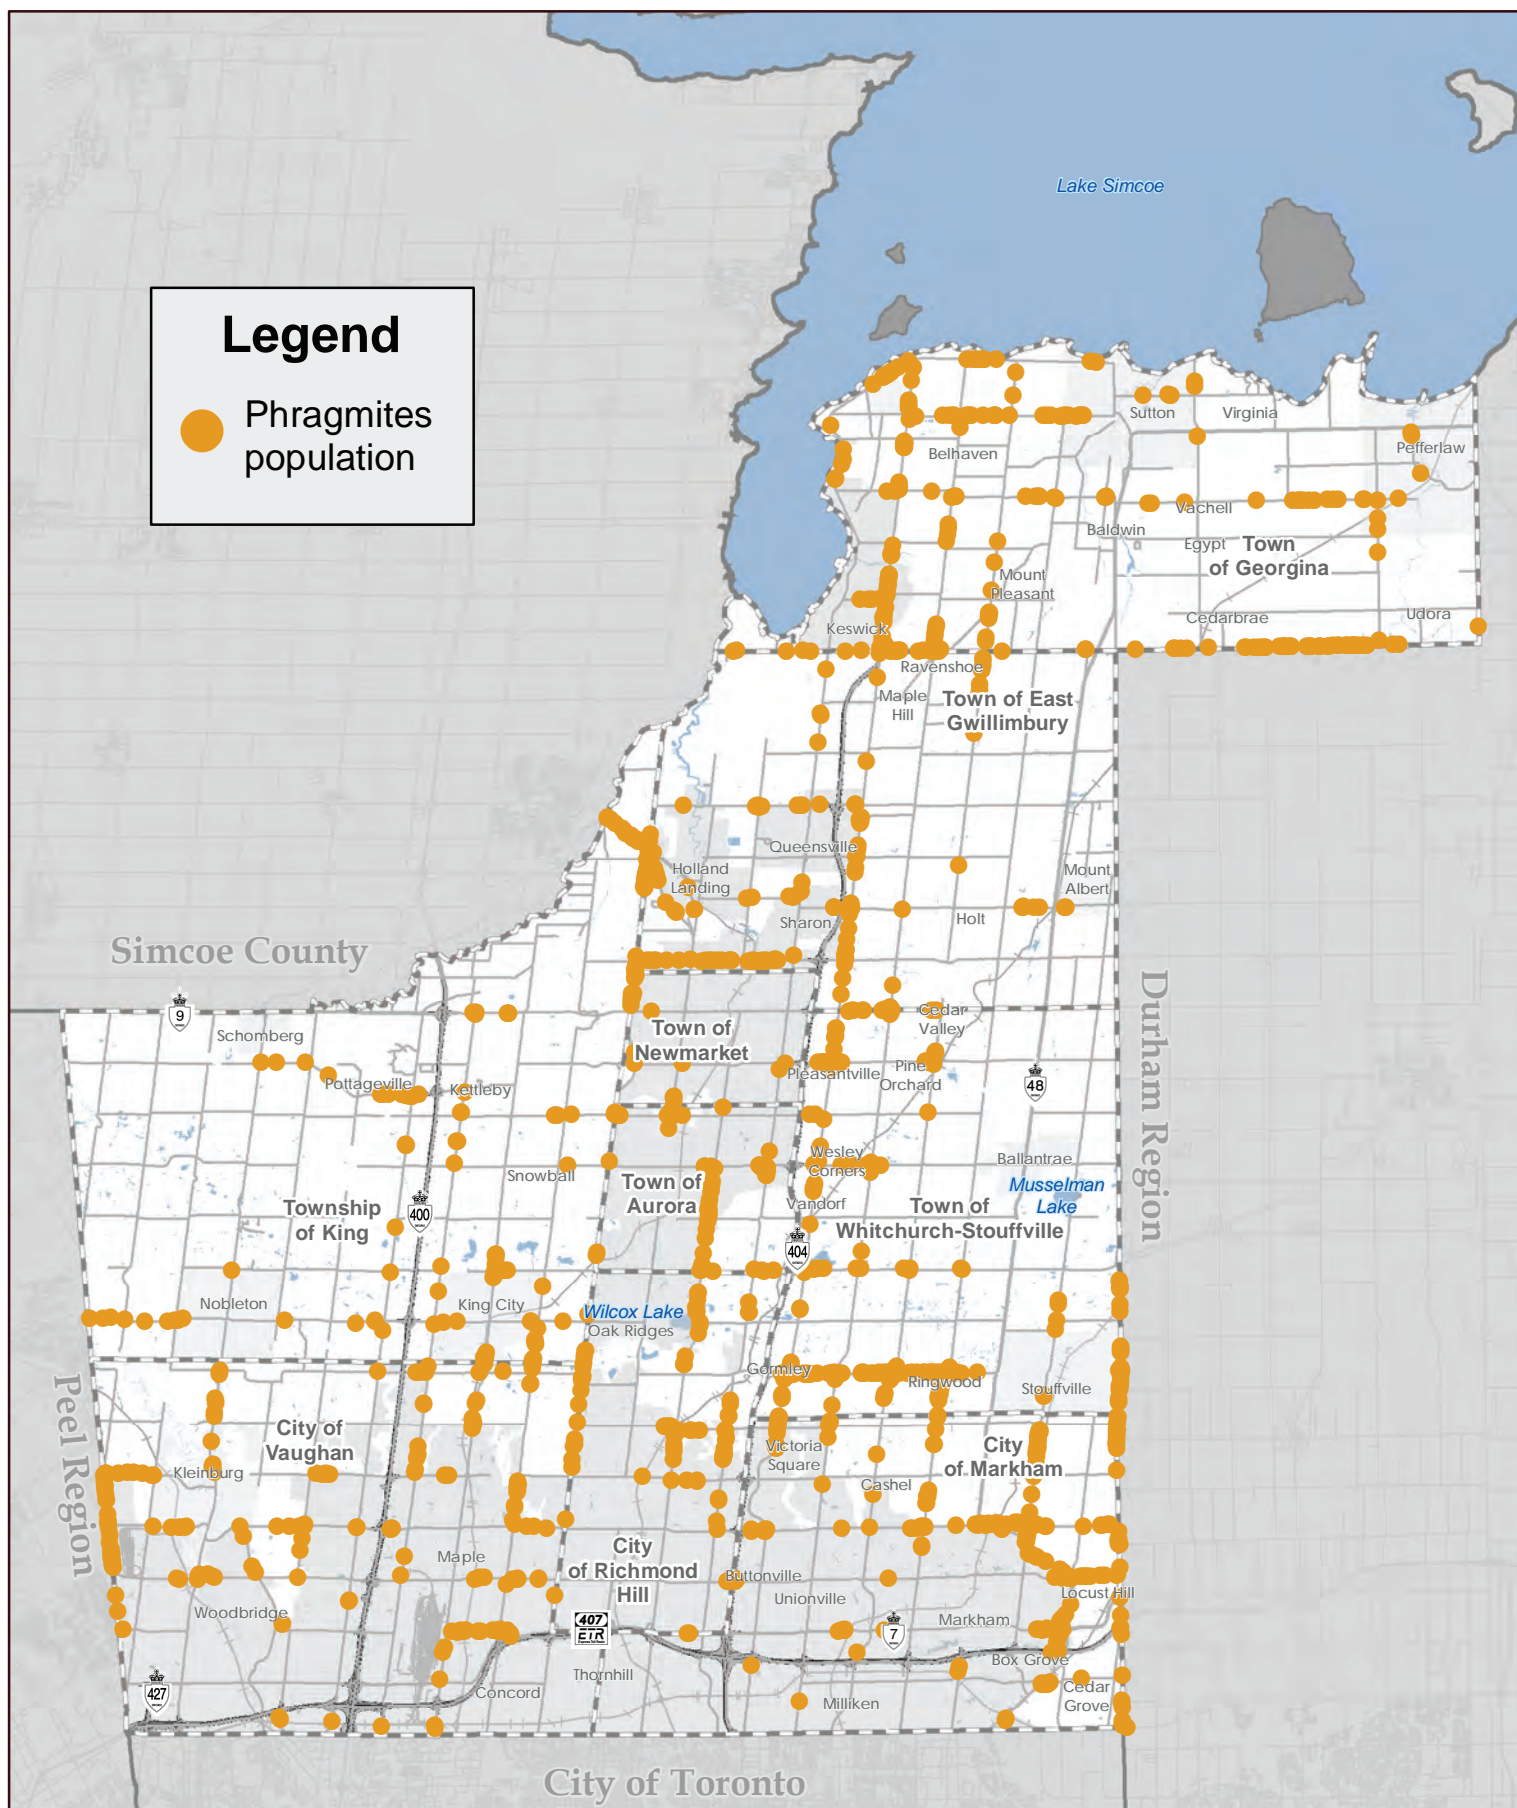 Lake Simcoe
Legend
Phragmites
population
Sutton
Virginia
Belhaven
Pefferlaw
Vachell
Baldwin
Egypt
Town
of Georgina
Mount
Pleasant
Keswick
Cedarbrae
Udora
Ravenshoe
Maple
Hill
Town of East
Gwillimbury
Queensville
Holland
Landing
Mount
Albert
Sharon
Holt
Simcoe County
Durham Region
9
Schomberg
Cedar
Valley
Town of
Newmarket
Pottageville
Kettleby
Pleasantville
Pine
Orchard
48
Snowball
Wesley
Corners
Ballantrae
Musselman
Lake
Town of
Aurora
Vandorf
Town of
Whitchurch-Stouffville
Township
of King
400
404
Nobleton
King City
Wilcox Lake
Oak Ridges
Gormley
Ringwood
Stouffville
Peel Region
City of
Vaughan
Victoria
Square
City
of Markham
Kleinburg
Cashel
Maple
City
of Richmond
Hill
Buttonville
Unionville
Locust Hill
Woodbridge
407
ETR
Express Toll Route
7
Markham
Box Grove
427
ONTARIO
Concord
Thornhill
Milliken
Cedar
Grove
City of Toronto